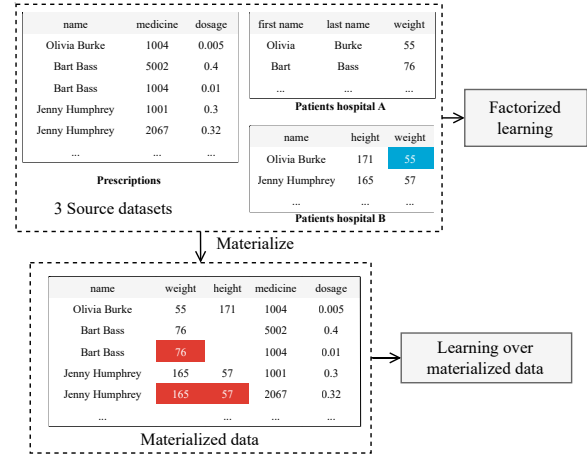 name medicine dosage
Olivia Burke 1004 0.005
Bart Bass 5002 0.4
Bart Bass 1004 0.01
Jenny Humphrey 1001 0.3
Jenny Humphrey 2067 0.32
... ... ...
Prescriptions
3 Source datasets
first name last name weight
Olivia Burke 55
Bart Bass 76
... ... ...
Patients hospital A
name height weight
Olivia Burke 171 55
Jenny Humphrey 165 57
... ... ...
Patients hospital B
Factorized
learning
Materialize
name weight height medicine dosage
Olivia Burke 55 171 1004 0.005
Bart Bass 76 5002 0.4
Bart Bass 76 1004 0.01
Jenny Humphrey 165 57 1001 0.3
Jenny Humphrey 165 57 2067 0.32
... ... ... ...
Materialized data
Learning over
materialized data